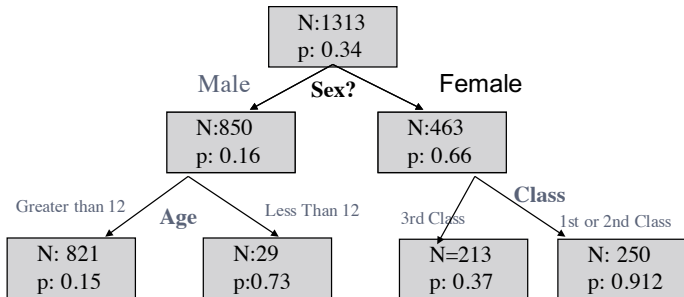 N:1313
p: 0.34
Male
Sex?
Female
N:850
p: 0.16
N:463
p: 0.66
Greater than 12
Age
Less Than 12
3rd Class
Class
1st or 2nd Class
N: 821
p: 0.15
N:29
p:0.73
N=213
p: 0.37
N: 250
p: 0.912